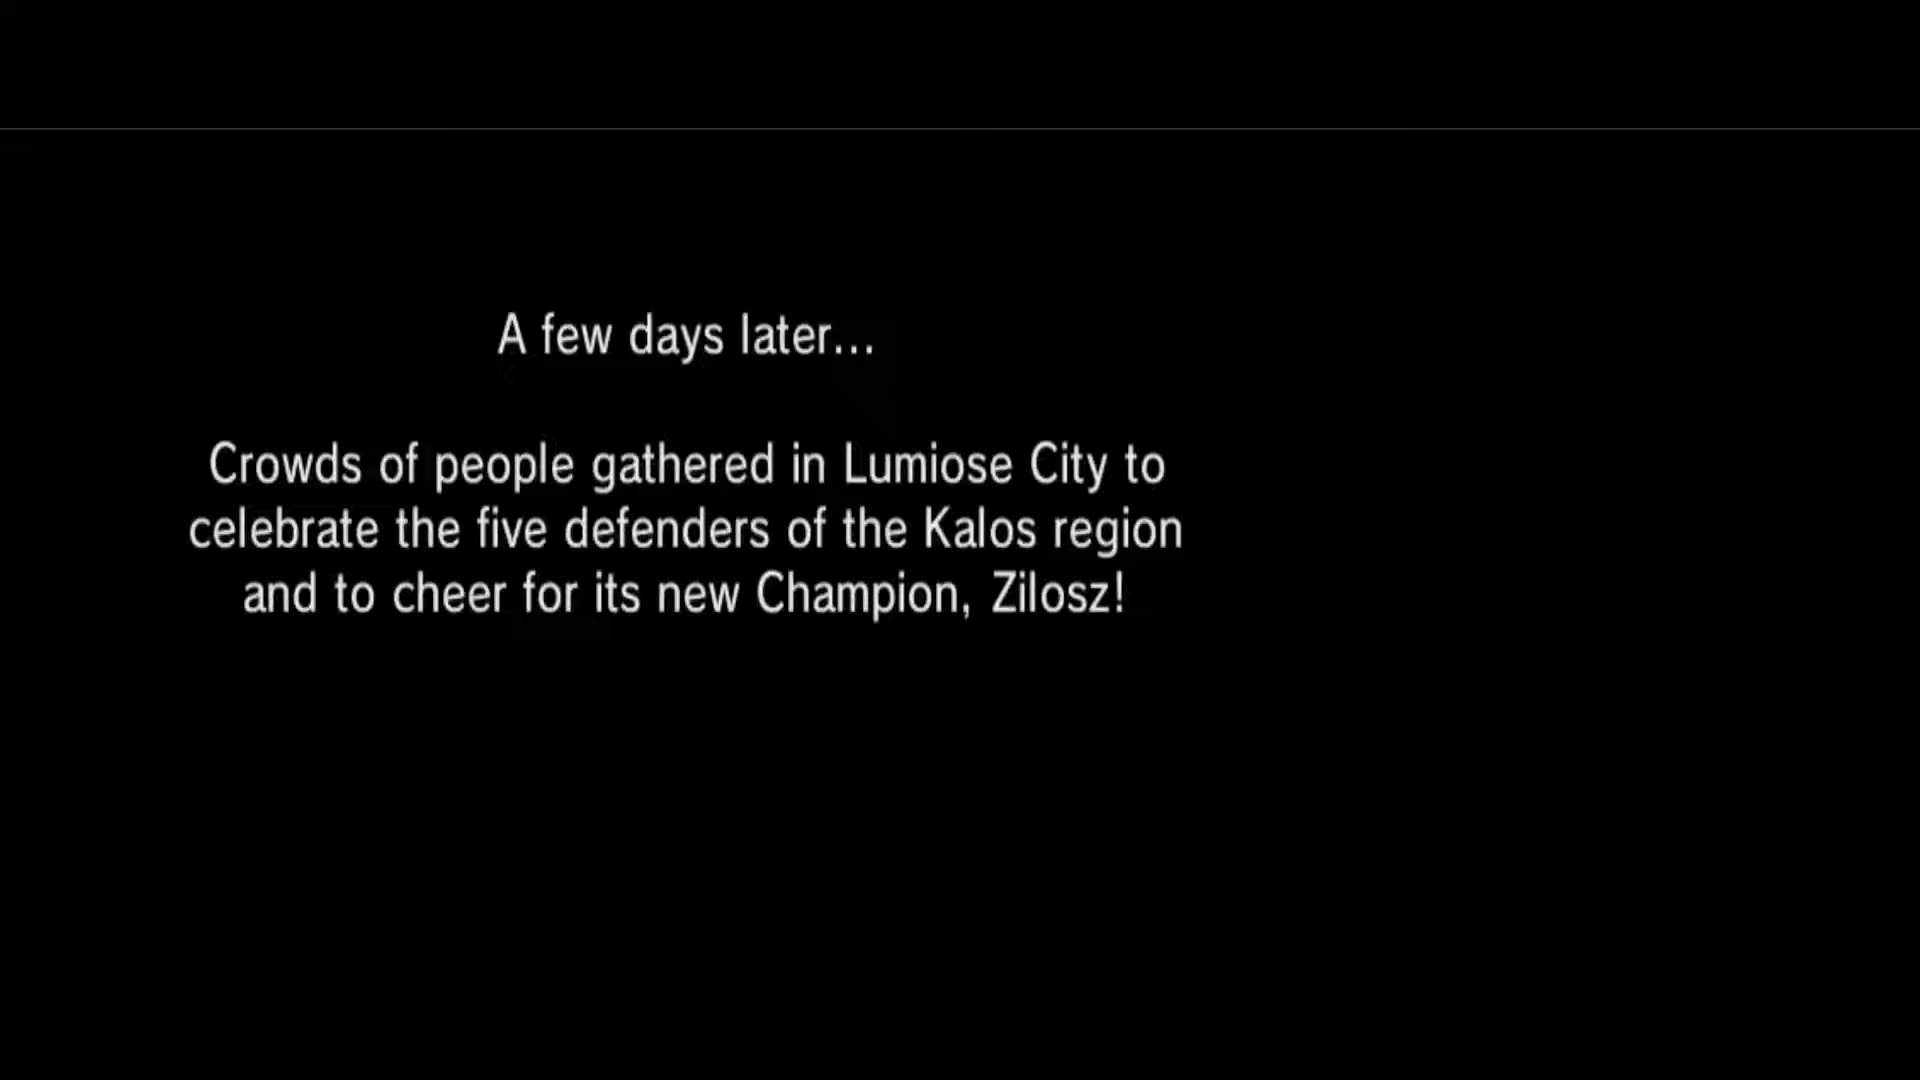 A few days later...
Crowds of people gathered in Lumiose City to
celebrate the five defenders of the Kalos region
and to cheer for its new Champion, Zilosz!